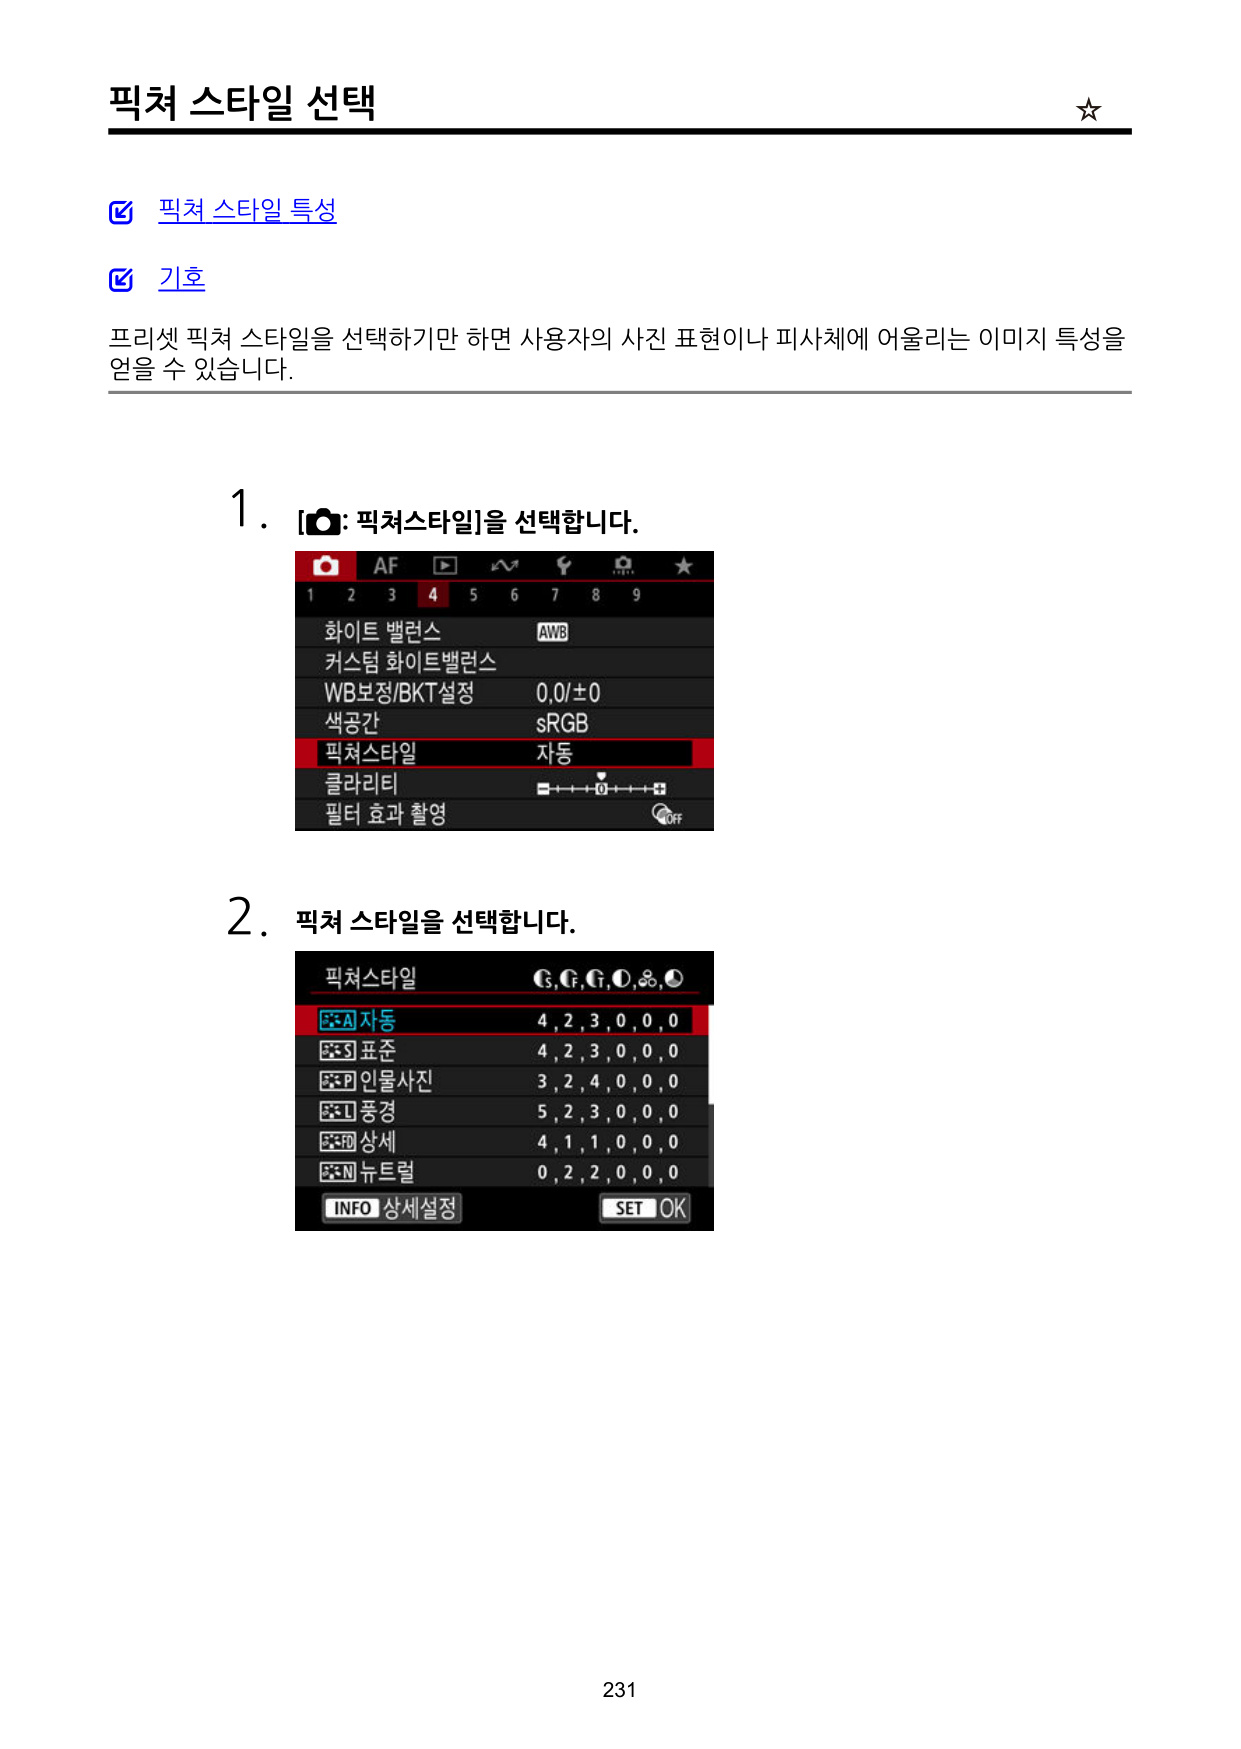 픽쳐 스타일 선택 ☆
픽쳐 스타일 특성
기호
프리셋 픽쳐 스타일을 선택하기만 하면 사용자의 사진 표현이나 피사체에 어울리는 이미지 특성을
얻을 수 있습니다.
1. [: 픽쳐스타일]을 선택합니다.
AF
1 2 3 4 5 6 7 8 9
화이트 밸런스 AWB
커스텀 화이트밸런스
WB보정/BKT설정 0,0/±0
색공간 sRGB
픽쳐스타일 자동
클라리티 0
필터 효과 촬영 OFF
2. 픽쳐 스타일을 선택합니다.
픽쳐스타일 S, F, T, , ,
A 자동 4,2,3,0,0,0
S 표준 4,2,3,0,0,0
P 인물사진 3,2,4,0,0,0
L 풍경 5,2,3,0,0,0
FD 상세 4,1,1,0,0,0
N 뉴트럴 0,2,2,0,0,0
INFO 상세설정 SET OK
231